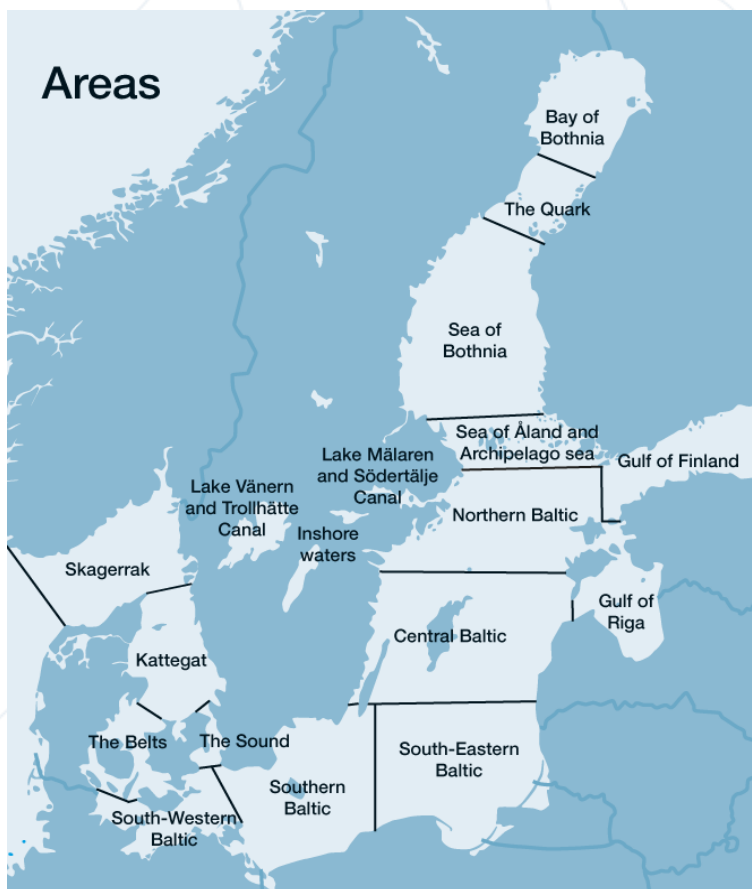 Areas
Bay of
Bothnia
The Quark
Sea of
Bothnia
Sea of Åland and
Archipelago sea
Gulf of Finland
Lake Mälaren
and Södertälje
Canal
Lake Vänern
and Trollhätte
Canal
Inshore
waters
Northern Baltic
Skagerrak
Gulf of
Riga
Central Baltic
Kattegat
The Belts
The Sound
South-Eastern
Baltic
Southern
Baltic
South-Western
Baltic